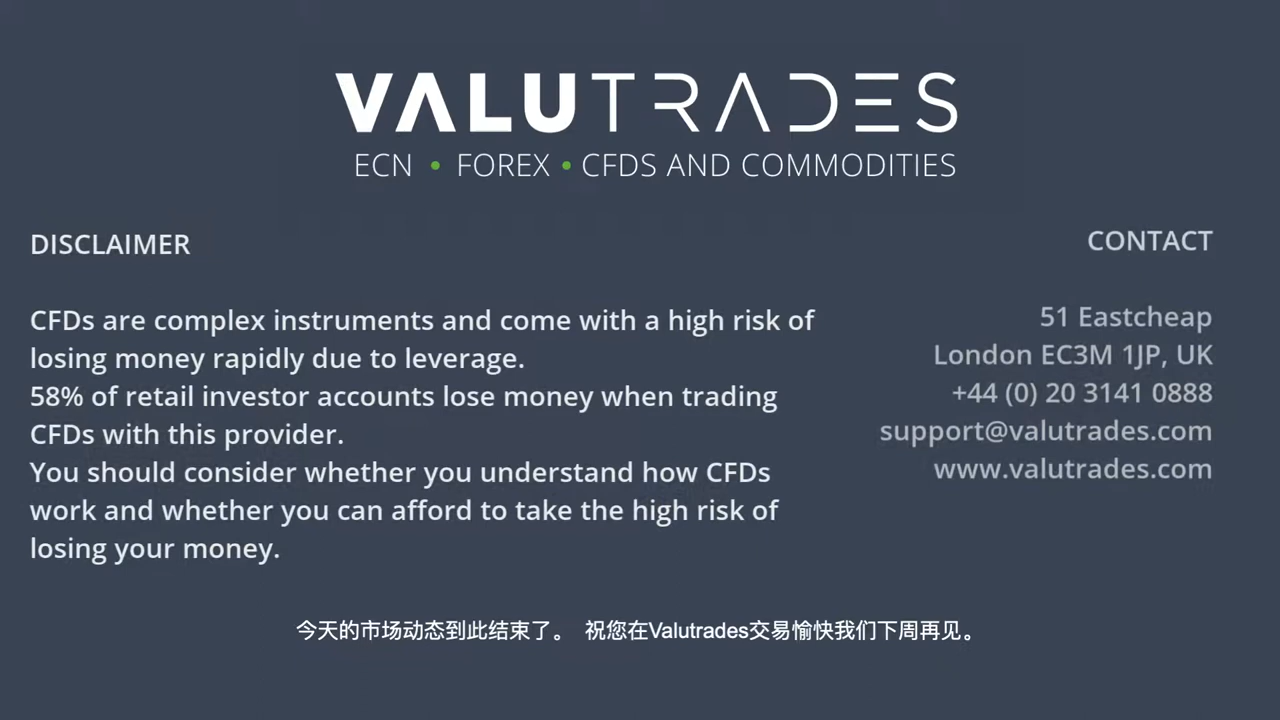 VALUTRADES
ECN • FOREX • CFDS AND COMMODITIES
DISCLAIMER
CFDs are complex instruments and come with a high risk of
losing money rapidly due to leverage.
58% of retail investor accounts lose money when trading
CFDs with this provider.
You should consider whether you understand how CFDs
work and whether you can afford to take the high risk of
losing your money.
CONTACT
51 Eastcheap
London EC3M 1JP, UK
+44 (0) 20 3141 0888
support@valutrades.com
www.valutrades.com
今天的市场动态到此结束了。 祝您在Valutrades交易愉快我们下周再见。